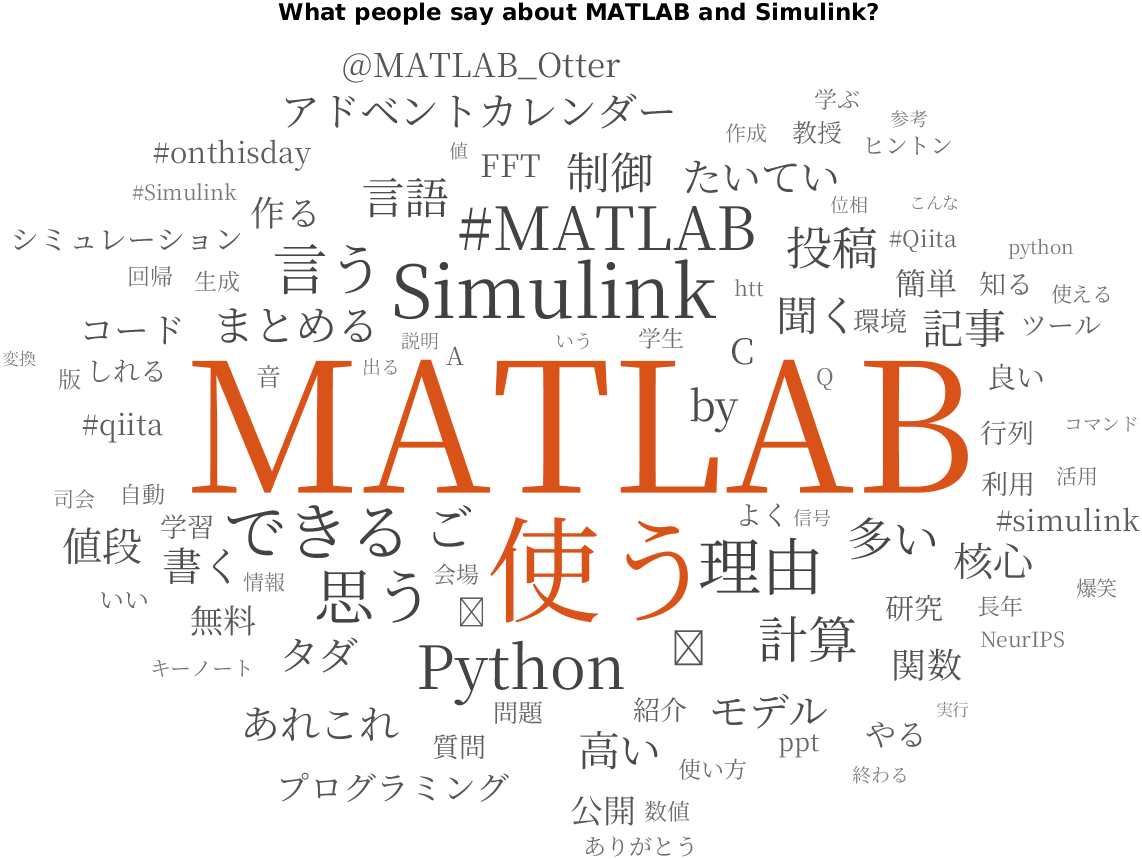 What people say about MATLAB and Simulink?
@MATLAB_Otter
アドベントカレンダー
学ぶ
参考
作成
教授
ヒントン
#onthisday
値
FFT
制御
たいてい
#Simulink
作る
言語
#MATLAB
位相
こんな
シミュレーション
言う
投稿
#Qiita
python
回帰
生成
Simulink
htt
簡単
知る
使える
コード
まとめる
聞く
環境
記事
ツール
変換
説明
A
いう
学生
C
版
しれる
音
出る
Q
良い
MATLAB
by
#qiita
行列
コマンド
司会
自動
利用
活用
値段
学習
できる
ご
使う
よく
信号
多い
#simulink
書く
情報
思う
会場
理由
核心
爆笑
いい
無料
研究
長年
タダ
計算
NeurIPS
キーノート
Python
関数
あれこれ
問題
紹介
モデル
実行
質問
高い
ppt
やる
プログラミング
使い方
終わる
公開
数値
ありがとう